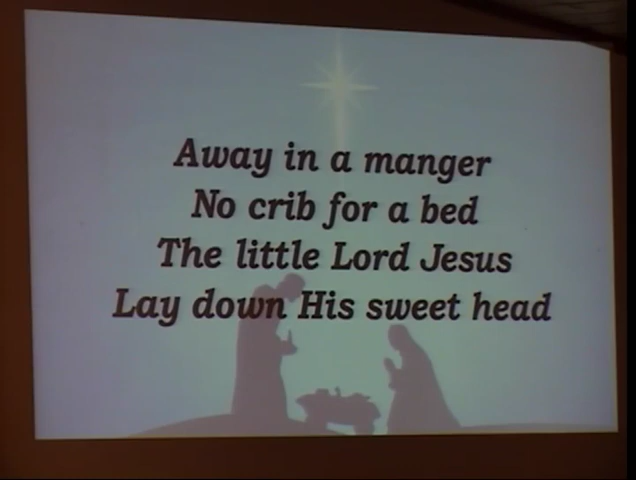 Away in a manger
No crib for a bed
The little Lord Jesus
Lay down His sweet head